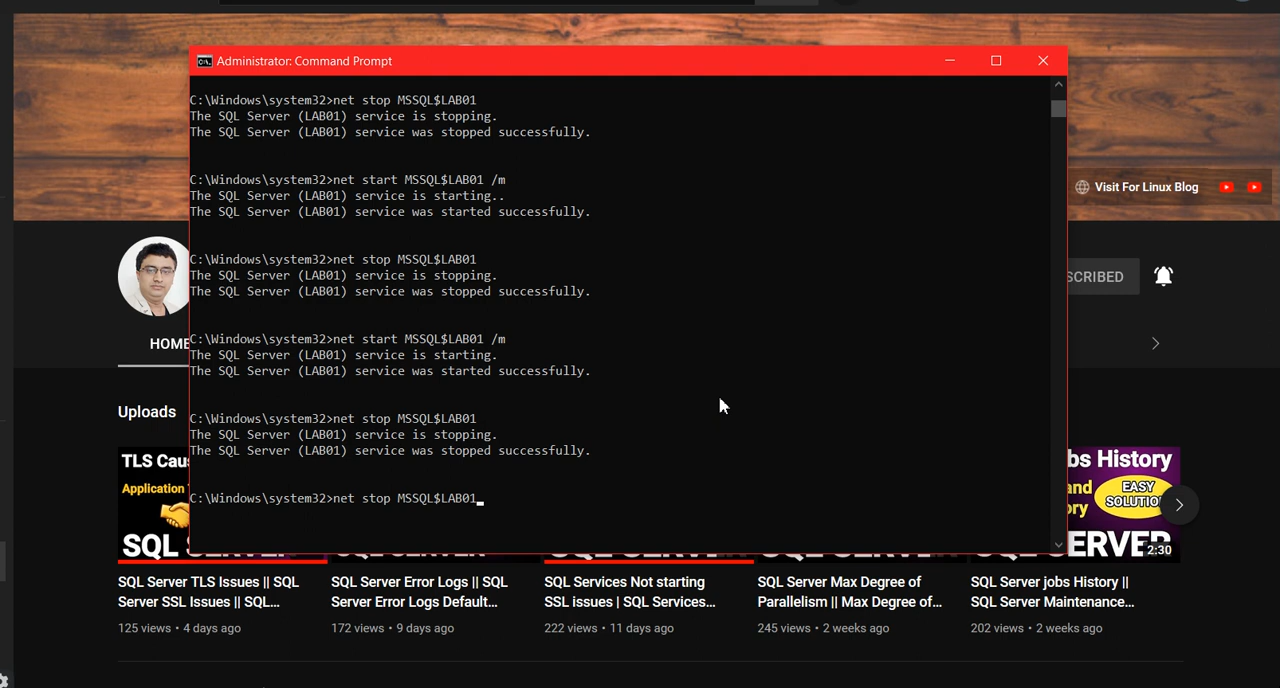 Administrator: Command Prompt
C:\Windows\system32>net stop MSSQL$LAB01
The SQL Server (LAB01) service is stopping.
The SQL Server (LAB01) service was stopped successfully.
C:\Windows\system32>net start MSSQL$LAB01 /m
The SQL Server (LAB01) service is starting..
The SQL Server (LAB01) service was started successfully.
C:\Windows\system32>net stop MSSQL$LAB01
The SQL Server (LAB01) service is stopping.
The SQL Server (LAB01) service was stopped successfully.
C:\Windows\system32>net start MSSQL$LAB01 /m
The SQL Server (LAB01) service is starting.
The SQL Server (LAB01) service was started successfully.
C:\Windows\system32>net stop MSSQL$LAB01
The SQL Server (LAB01) service is stopping.
The SQL Server (LAB01) service was stopped successfully.
C:\Windows\system32>net stop MSSQL$LAB01
Visit For Linux Blog
SCRIBED
HOME
Uploads
TLS Cau
Application
SQL
bs History
and
ory
EASY
SOLUTIO
ERVER
2:30
SQL Server TLS Issues || SQL
Server SSL Issues || SQL...
125 views • 4 days ago
SQL Server Error Logs || SQL
Server Error Logs Default...
172 views • 9 days ago
SQL Services Not starting
SSL issues | SQL Services...
222 views • 11 days ago
SQL Server Max Degree of
Parallelism || Max Degree of...
245 views • 2 weeks ago
SQL Server jobs History ||
SQL Server Maintenance...
202 views • 2 weeks ago